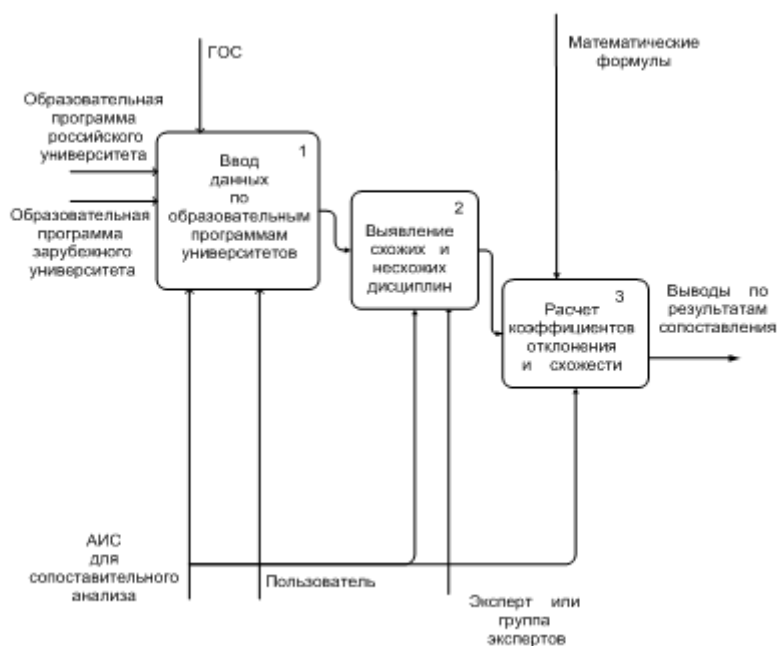 ГОС
Математические
формулы
Образовательная
программа
российского
университета
1
Ввод
данных
по
образовательным
программам
университетов
Образовательная
программа
зарубежного
университета
2
Выявление
схожих и
несхожих
дисциплин
3
Расчет
коэффициентов
отклонения
и схожести
Выводы по
результатам
сопоставления
АИС
для
сопоставительного
анализа
Пользователь
Эксперт или
группа
экспертов